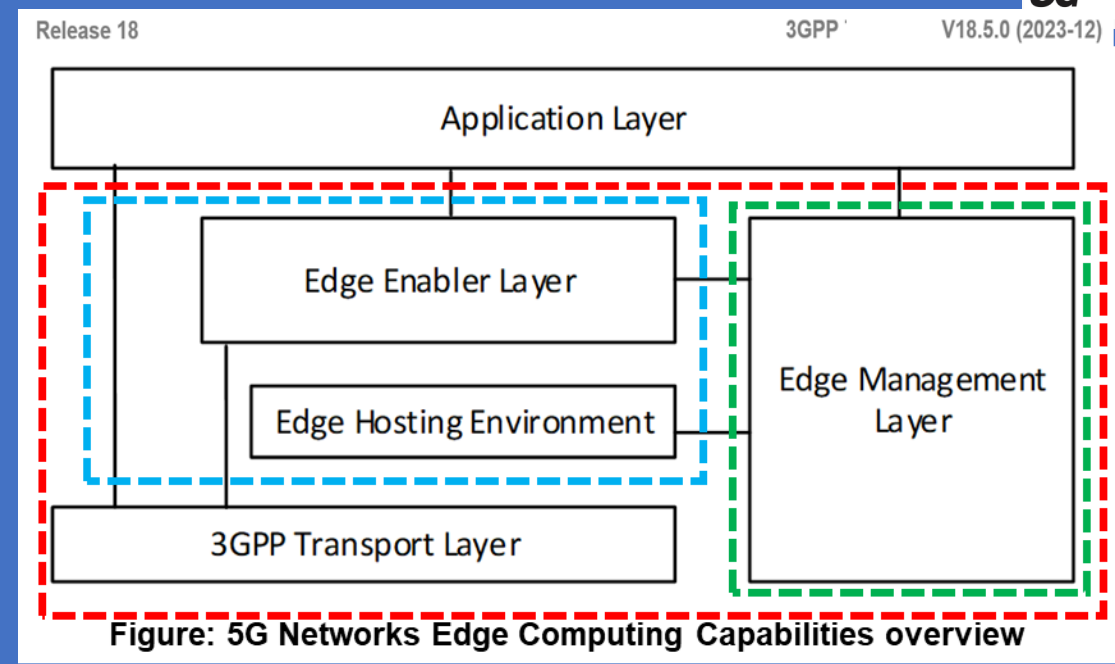 Release 18
3GPP V18.5.0 (2023-12)
Application Layer
Edge Enabler Layer
Edge Hosting Environment
Edge Management
Layer
3GPP Transport Layer
Figure: 5G Networks Edge Computing Capabilities overview